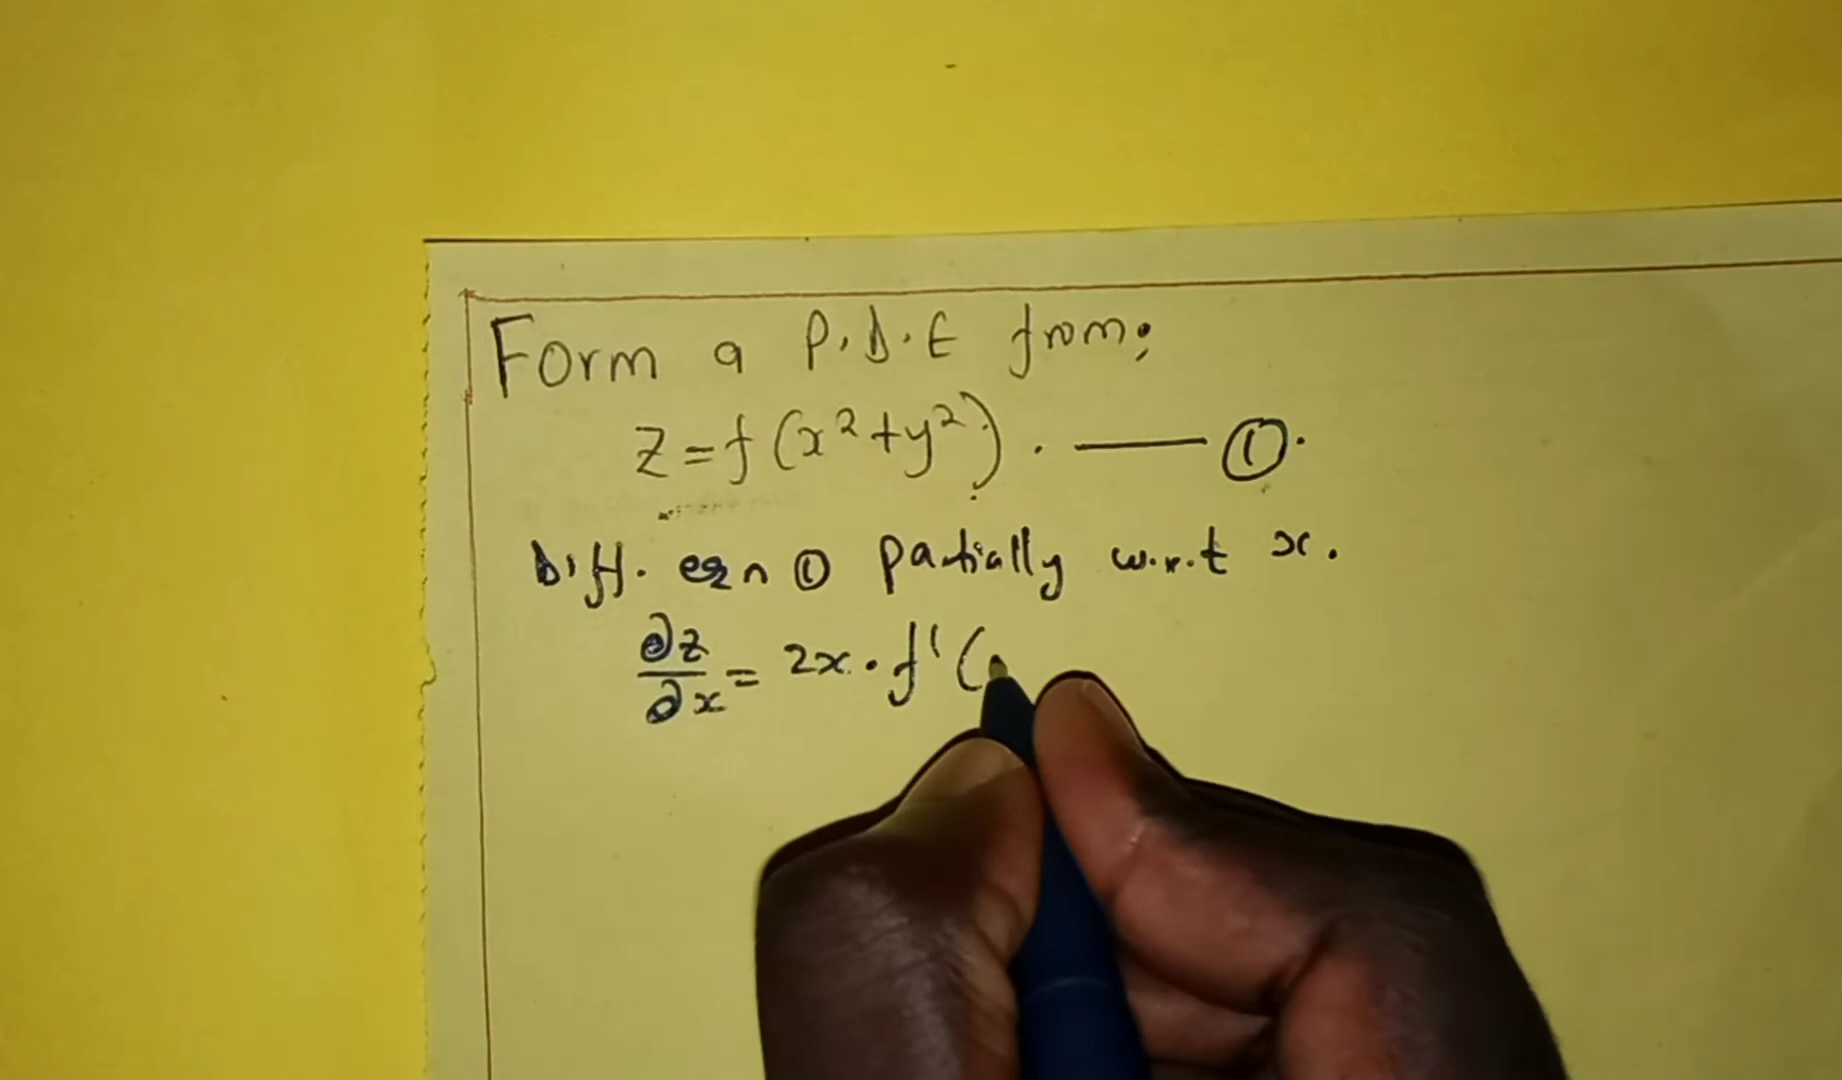 Form a P.D.E from;
z = f(x²+y²). —— ①.
Diff. eqn ① partially w.r.t x.
∂z/∂x = 2x · f'(